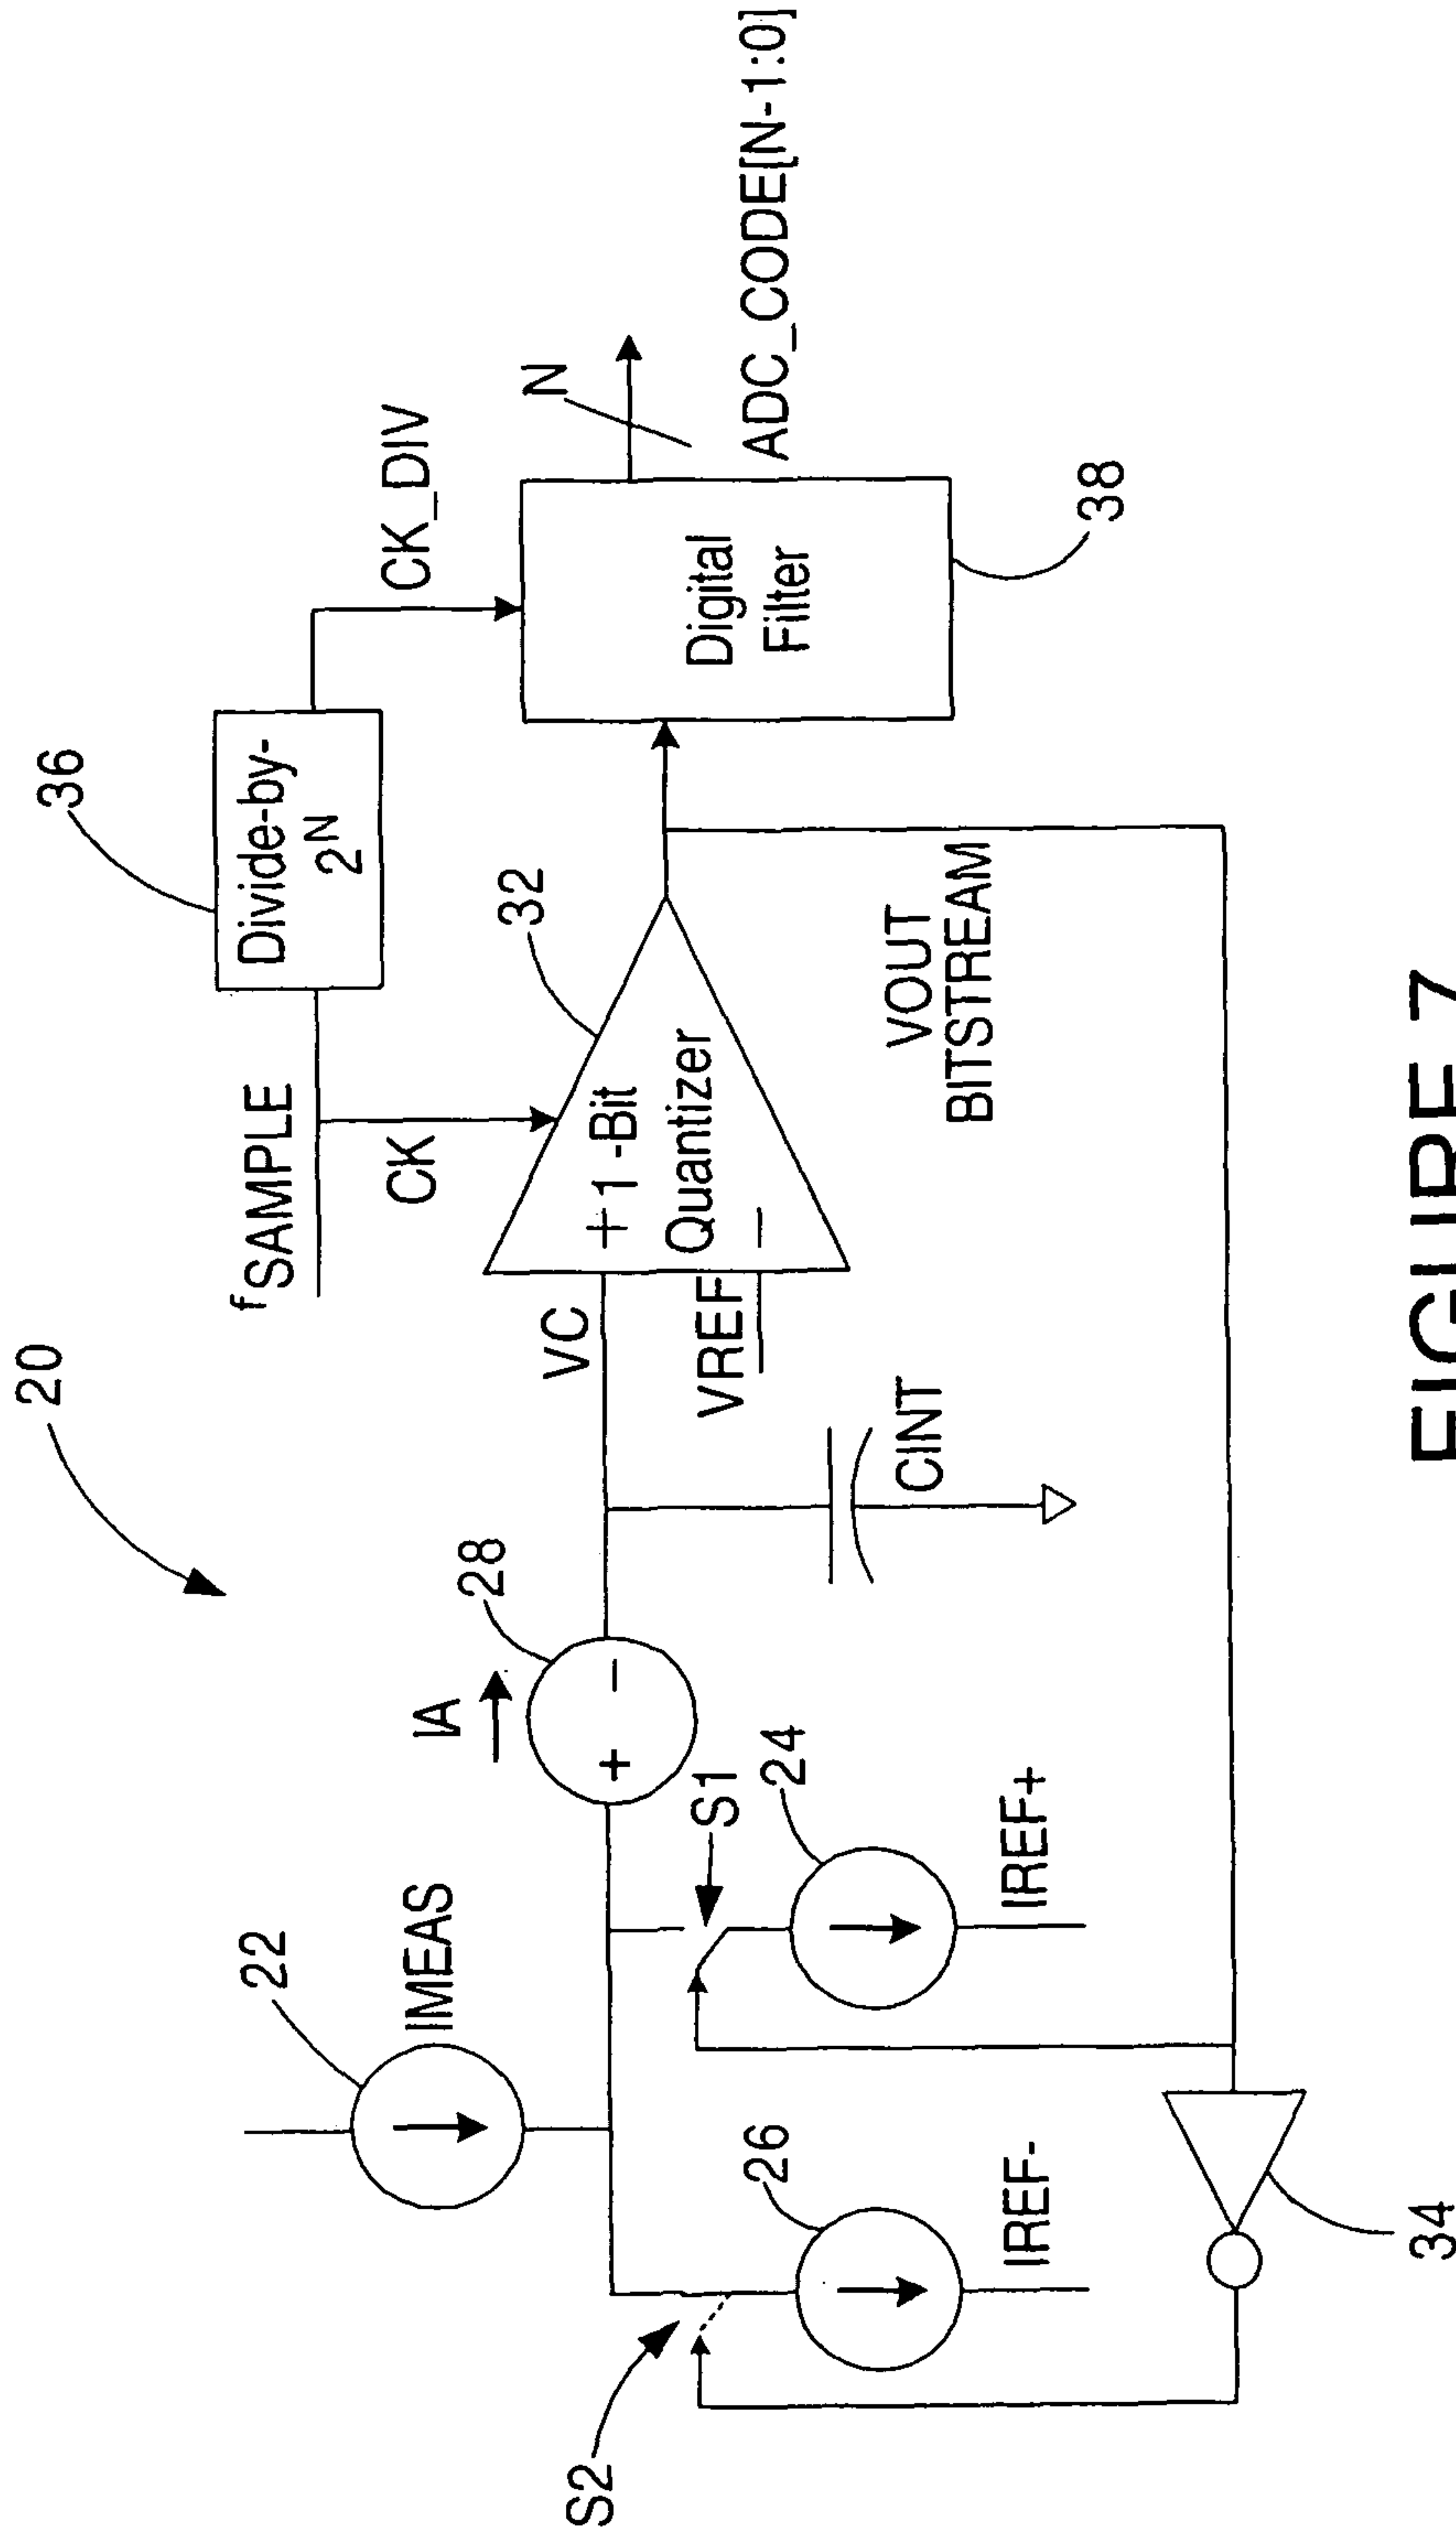 20
36
fSAMPLE
Divide-by-
2N
CK_DIV
CK
32
N
22
IMEAS
IA
28
VC
+ 1-Bit
Quantizer
VREF
−
Digital
Filter
ADC_CODE[N-1:0]
38
+ −
S2
26
S1
24
CINT
VOUT
BITSTREAM
IREF-
IREF+
34
FIGURE 7